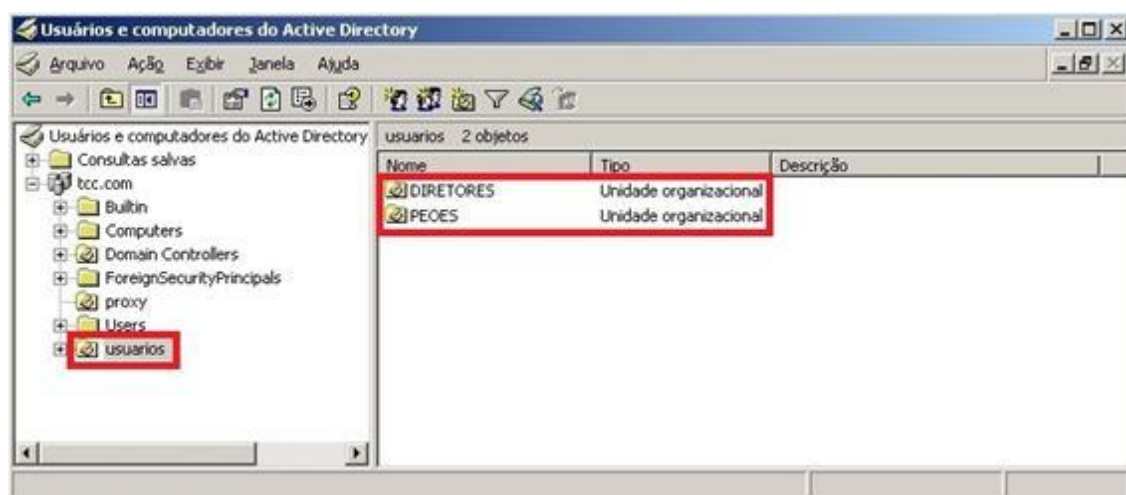 Usuários e computadores do Active Directory
Arquivo Ação Exibir Janela Ajuda
Usuários e computadores do Active Directory
Consultas salvas
tcc.com
Builtin
Computers
Domain Controllers
ForeignSecurityPrincipals
proxy
Users
usuarios
usuarios 2 objetos
Nome Tipo Descrição
DIRETORES Unidade organizacional
PEOES Unidade organizacional